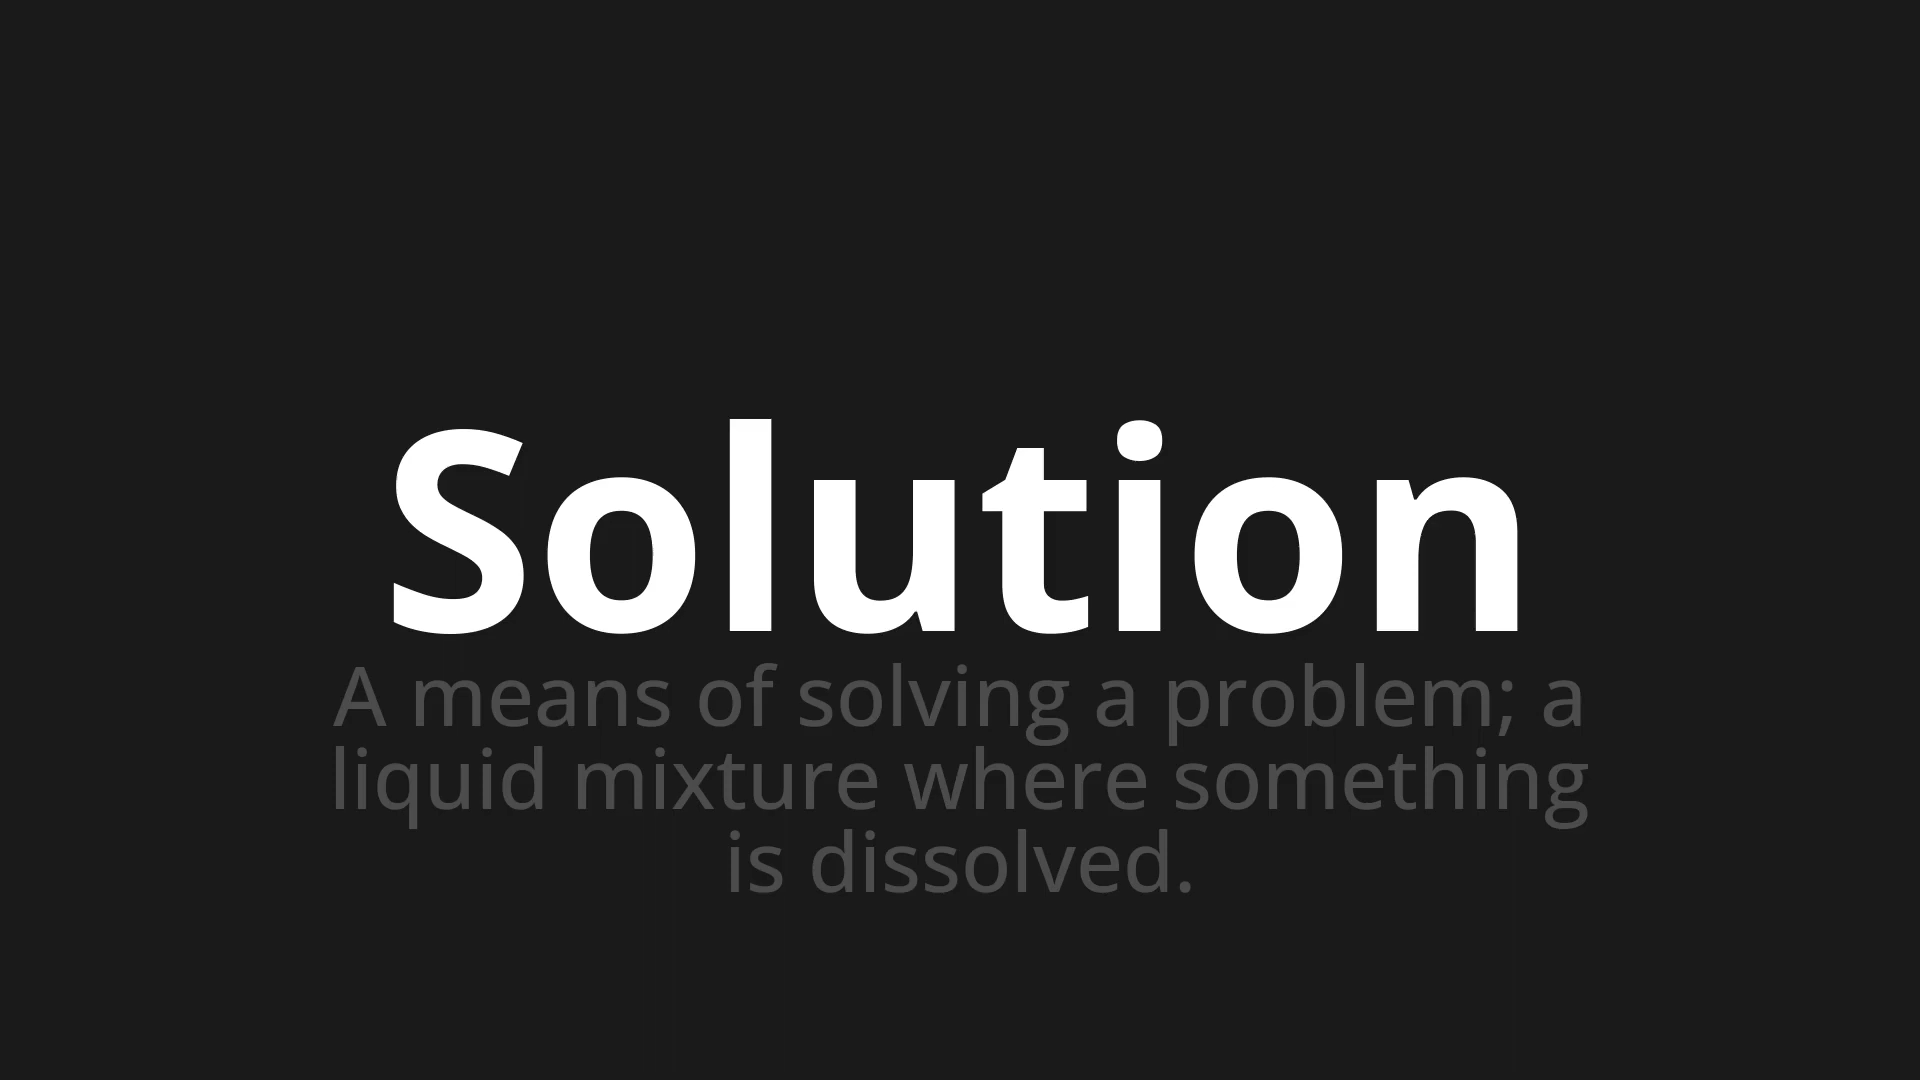 Solution
A means of solving a problem; a
liquid mixture where something
is dissolved.